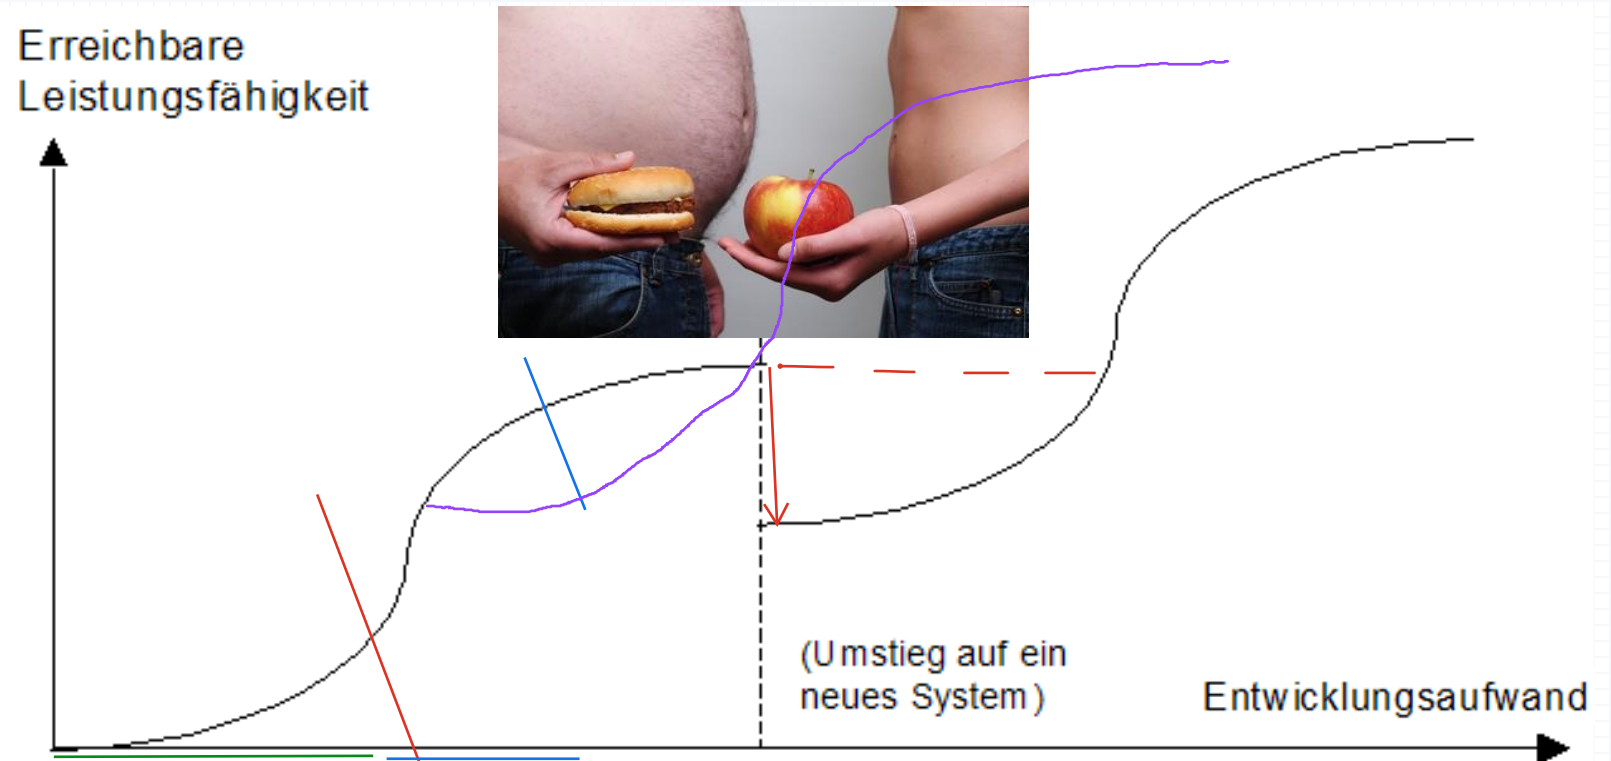 Erreichbare
Leistungsfähigkeit
(Umstieg auf ein
neues System)
Entwicklungsaufwand